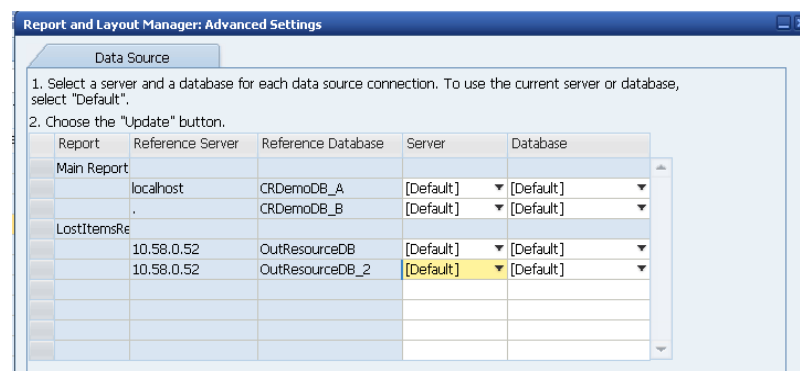 Report and Layout Manager: Advanced Settings
Data Source
1. Select a server and a database for each data source connection. To use the current server or database,
select "Default".
2. Choose the "Update" button.
Report Reference Server Reference Database Server Database
Main Report
localhost CRDemoDB_A [Default] [Default]
. CRDemoDB_B [Default] [Default]
LostItemsRe
10.58.0.52 OutResourceDB [Default] [Default]
10.58.0.52 OutResourceDB_2 [Default] [Default]